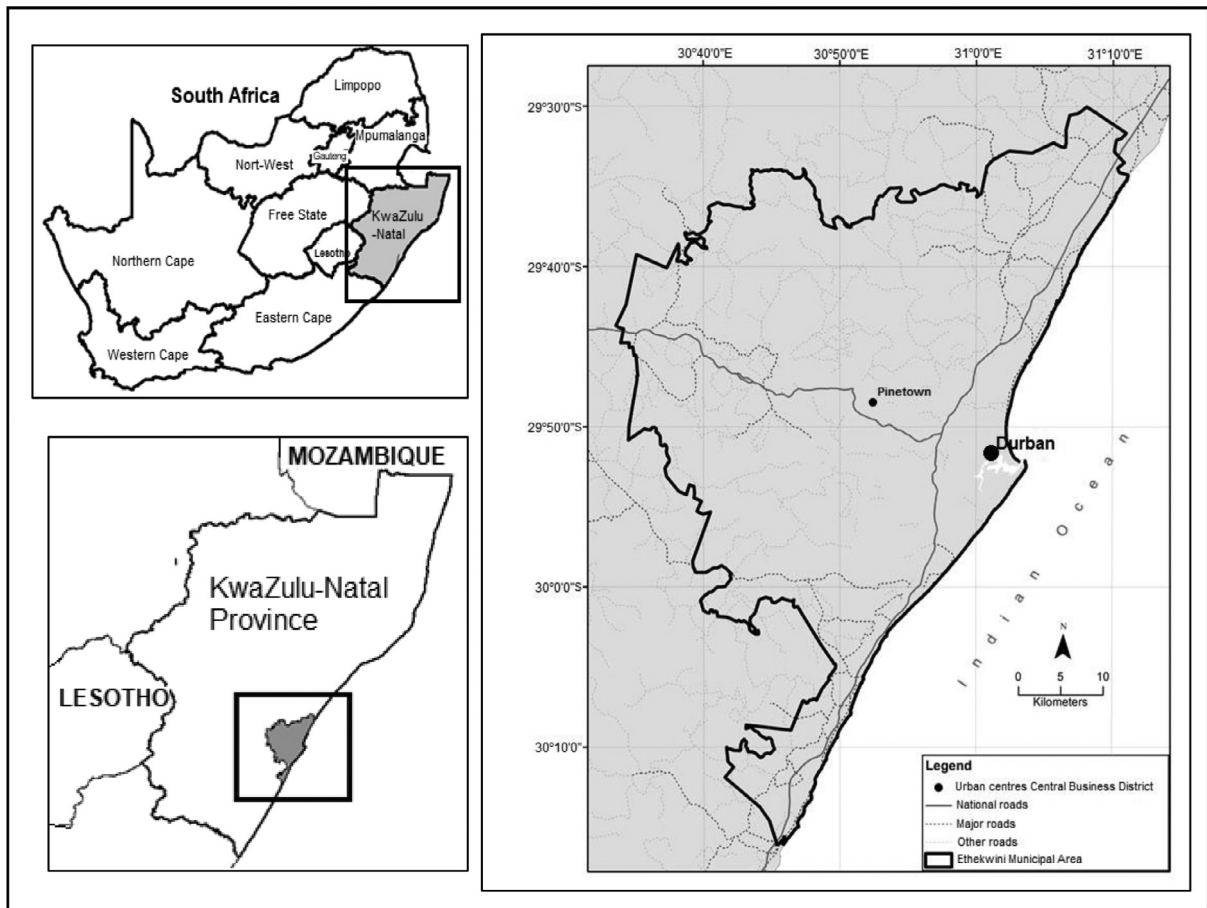 South Africa
Limpopo
Mpumalanga
Gauteng
Nort-West
Free State
KwaZulu
-Natal
Lesotho
Northern Cape
Eastern Cape
Western Cape
MOZAMBIQUE
KwaZulu-Natal
Province
LESOTHO
30°40'0"E
30°50'0"E
31°0'0"E
31°10'0"E
29°30'0"S
29°40'0"S
29°50'0"S
30°0'0"S
30°10'0"S
Pinetown
Durban
Indian Ocean
N
0 5 10
Kilometers
Legend
Urban centres Central Business District
National roads
Major roads
Other roads
Ethekwini Municipal Area